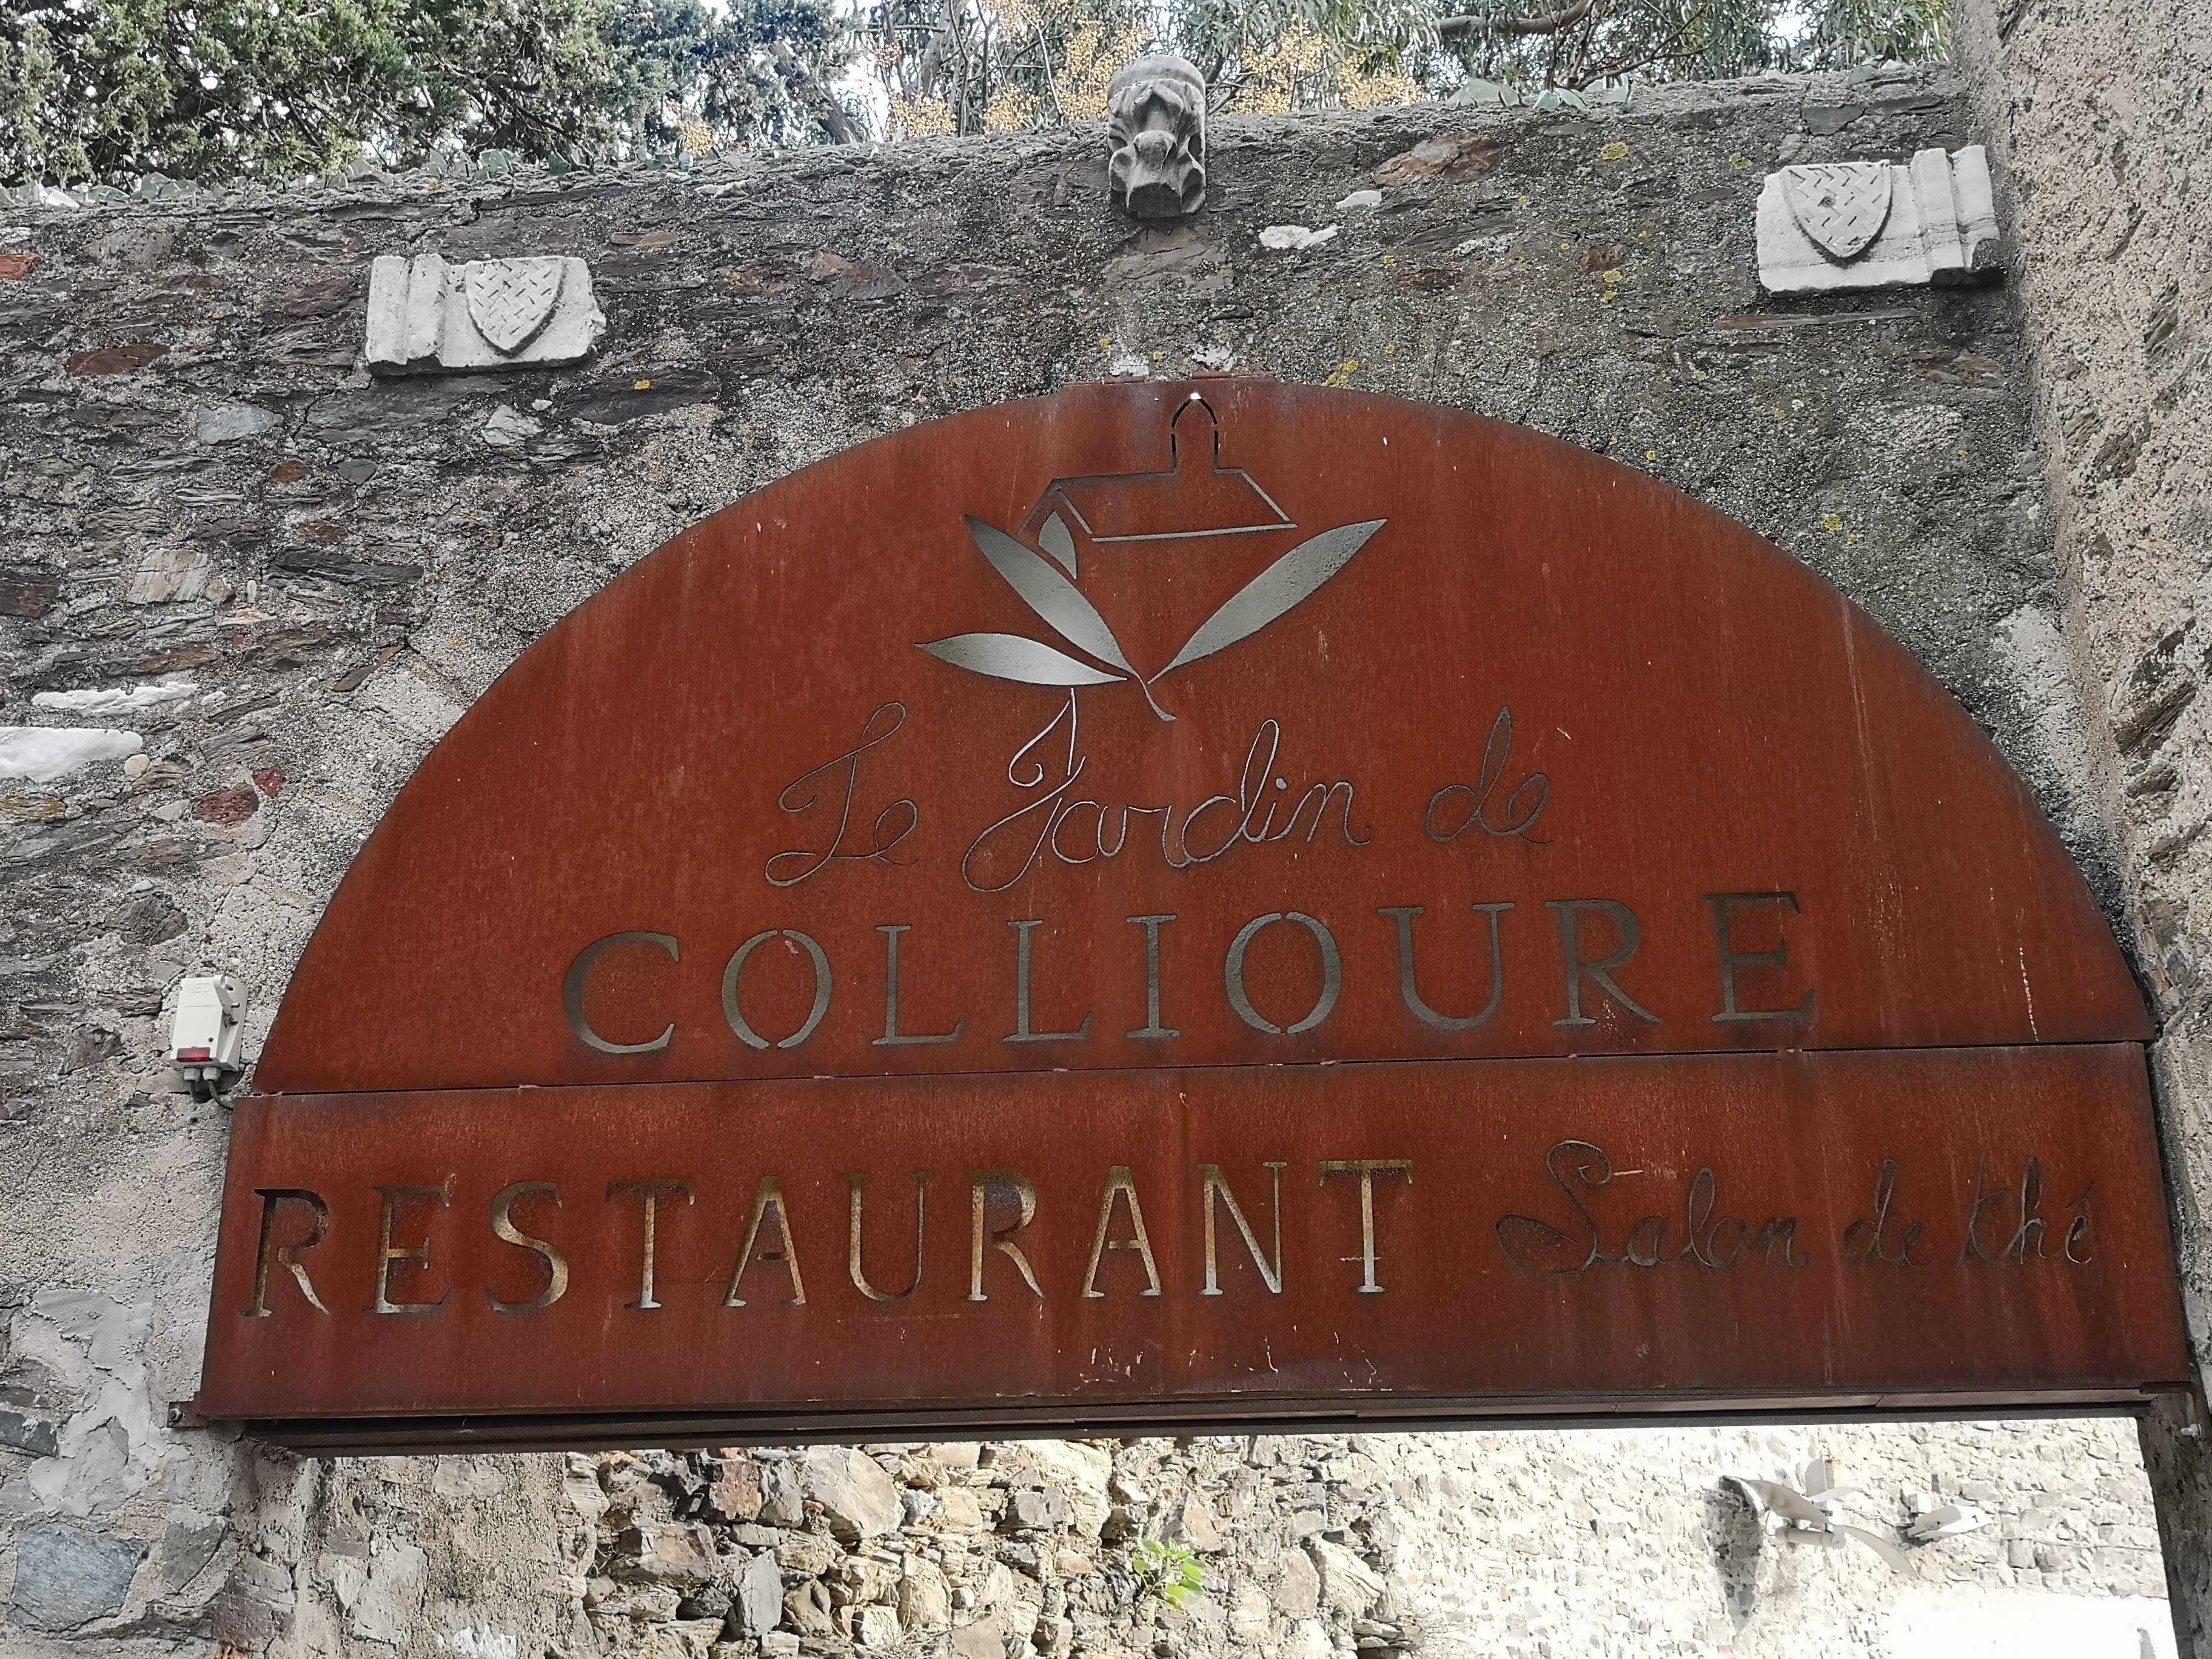 Le Jardin de
COLLIOURE
RESTAURANT Salon de thé